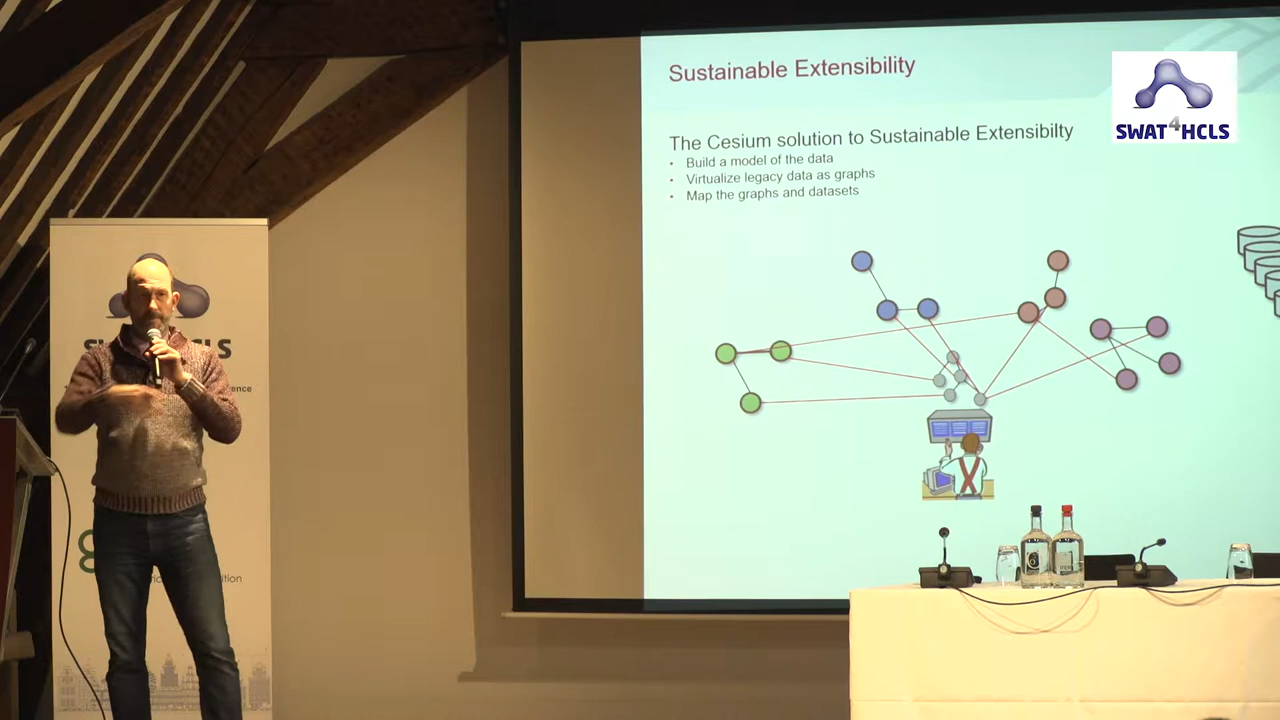 Sustainable Extensibility
SWAT4HCLS
The Cesium solution to Sustainable Extensibilty
• Build a model of the data
• Virtualize legacy data as graphs
• Map the graphs and datasets